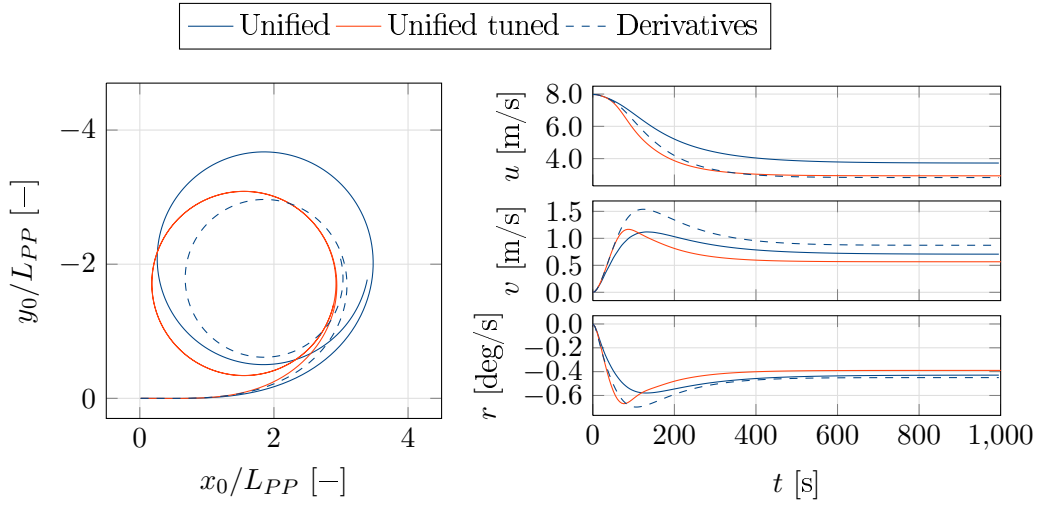 Unified Unified tuned Derivatives
−4
−2
0
y0/LPP [−]
0 2 4
x0/LPP [−]
8.0
6.0
4.0
u [m/s]
1.5
1.0
0.5
0.0
v [m/s]
0.0
−0.2
−0.4
−0.6
r [deg/s]
0 200 400 600 800 1,000
t [s]